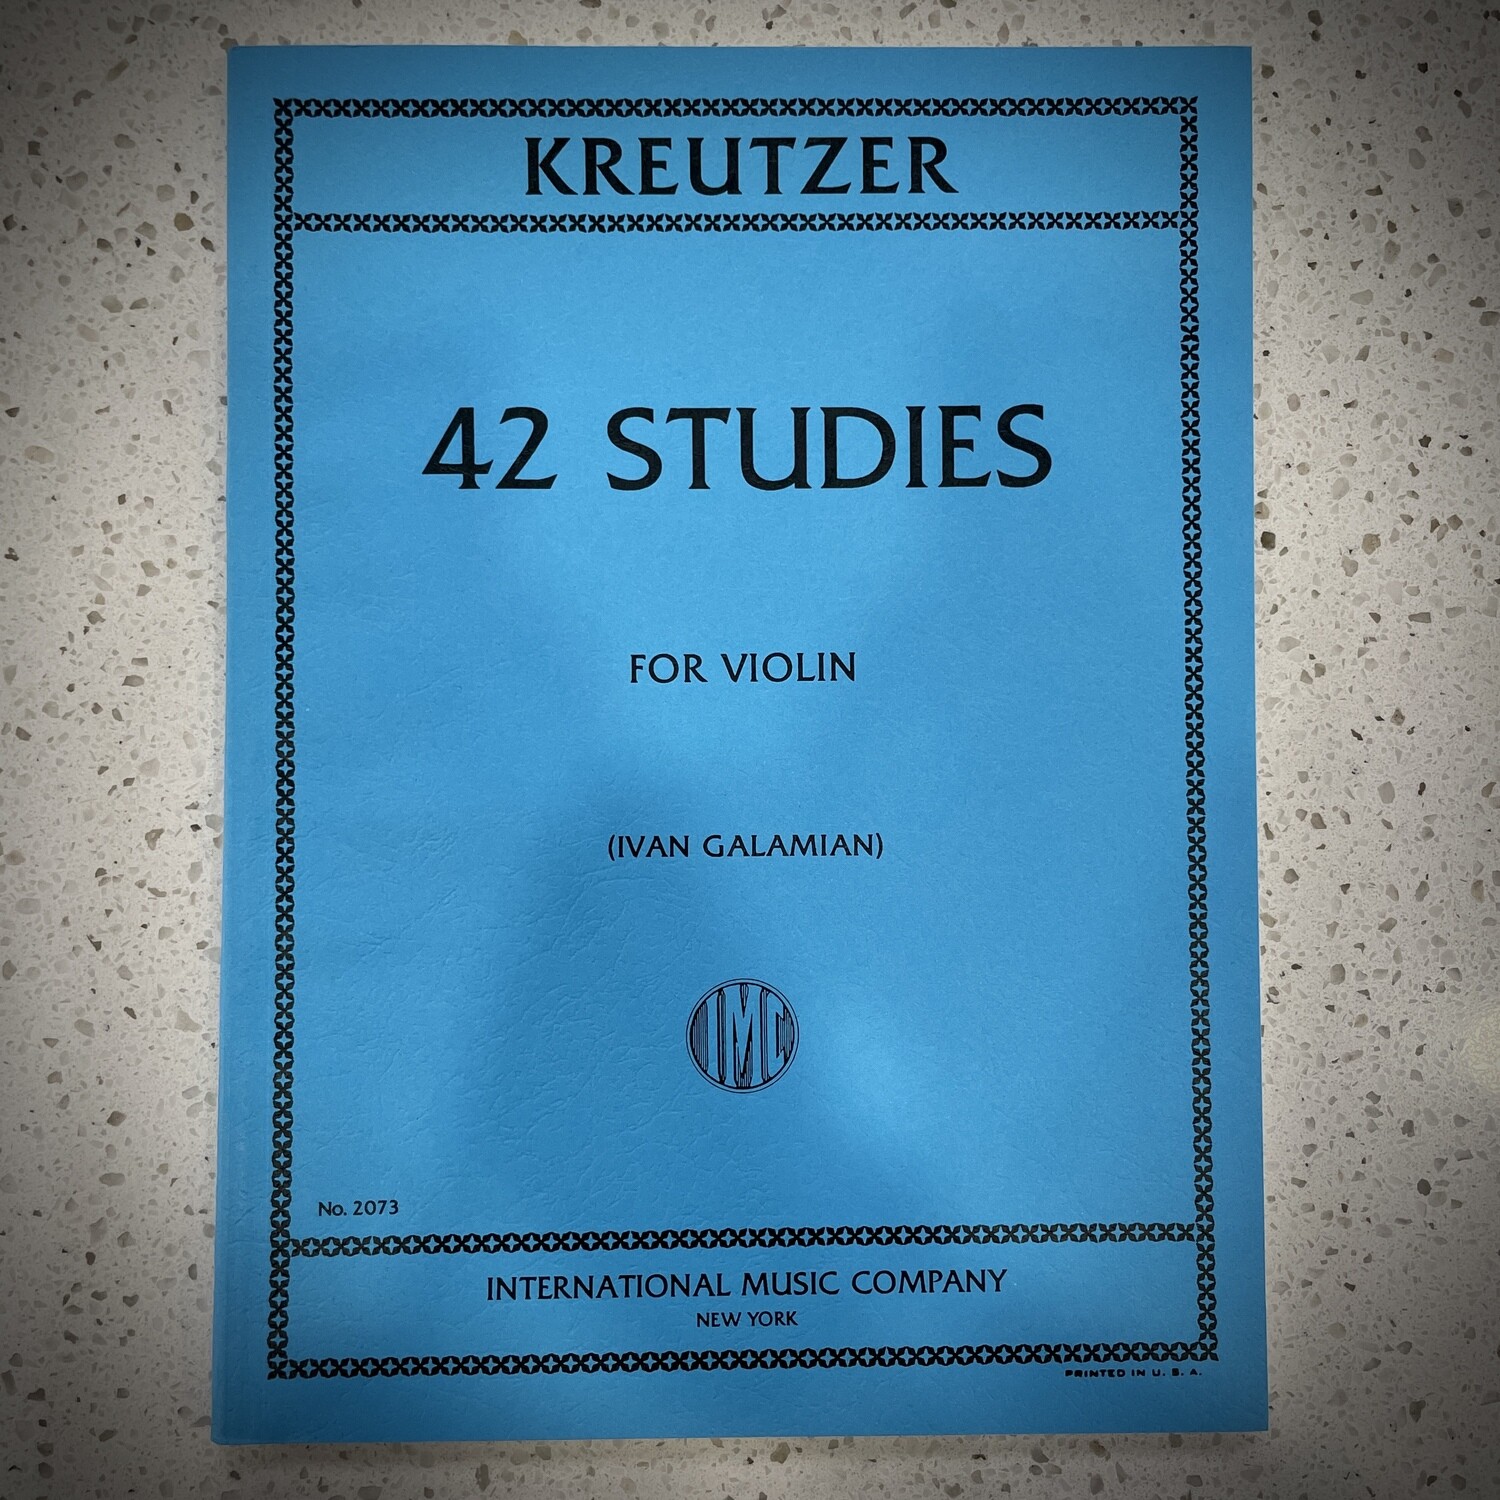 KREUTZER
42 STUDIES
FOR VIOLIN
(IVAN GALAMIAN)
IMC
No. 2073
INTERNATIONAL MUSIC COMPANY
NEW YORK
PRINTED IN U. S. A.